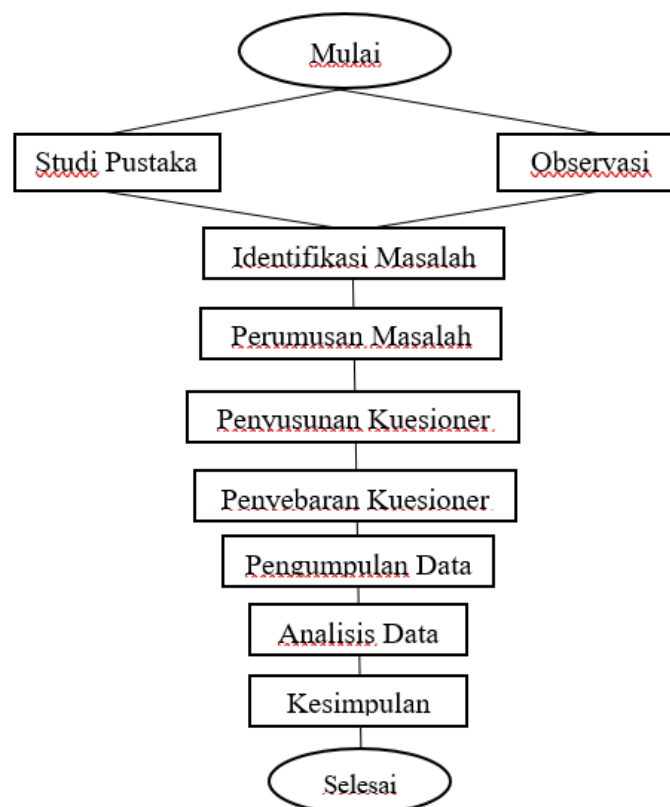 Mulai
Studi Pustaka
Observasi
Identifikasi Masalah
Perumusan Masalah
Penyusunan Kuesioner
Penyebaran Kuesioner
Pengumpulan Data
Analisis Data
Kesimpulan
Selesai